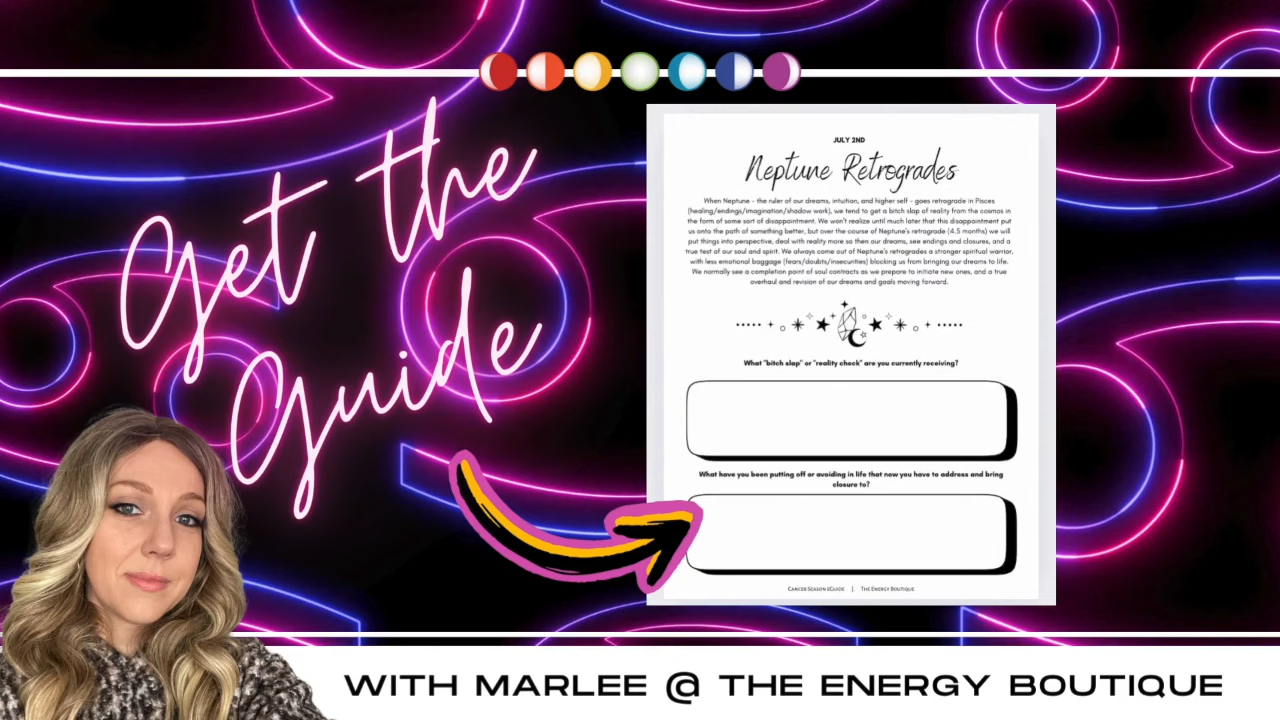 Get the
Guide
JULY 2ND
Neptune Retrogrades
When Neptune - the ruler of our dreams, intuition, and higher self - goes retrograde in Pisces
(healing/endings/imagination/shadow work), we tend to get a bitch slap of reality from the cosmos in
the form of some sort of disappointment. We won't realize until much later that this disappointment put
us onto the path of something better, but over the course of Neptune's retrograde (4.5 months) we will
put things into perspective, deal with reality more so then our dreams, see endings and closures, and a
true test of our soul and spirit. We always come out of Neptune's retrogrades a stronger spiritual warrior,
with less emotional baggage (fears/doubts/insecurities) blocking us from bringing our dreams to life.
We normally see a completion point of soul contracts as we prepare to initiate new ones, and a true
overhaul and revision of our dreams and goals moving forward.
What "bitch slap" or "reality check" are you currently receiving?
What have you been putting off or avoiding in life that now you have to address and bring
closure to?
Cancer Season eGuide | The Energy Boutique
WITH MARLEE @ THE ENERGY BOUTIQUE